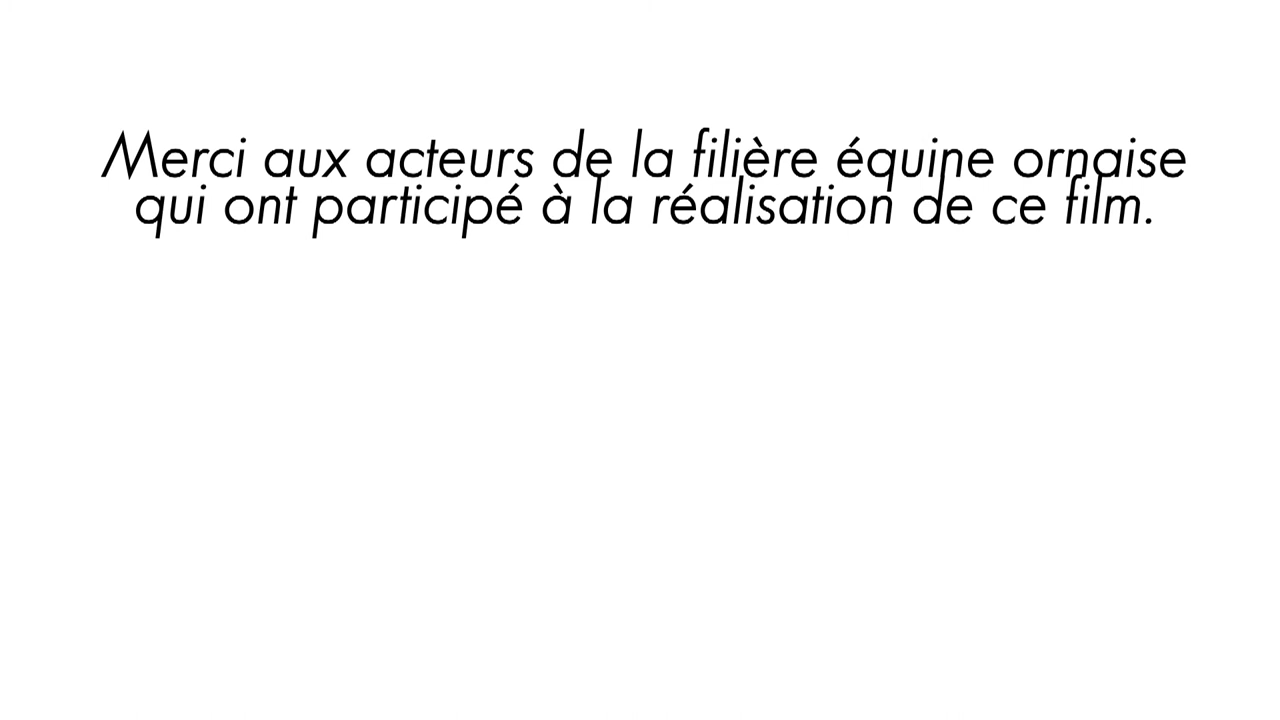 Merci aux acteurs de la filière équine ornaise
qui ont participé à la réalisation de ce film.